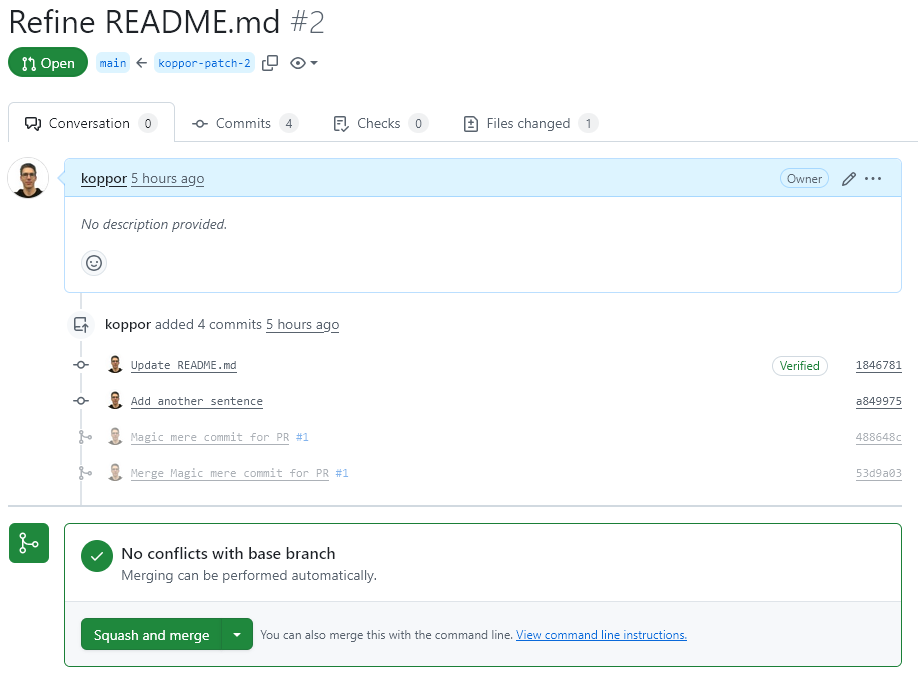 Refine README.md #2
Open main ← koppor-patch-2
Conversation 0 Commits 4 Checks 0 Files changed 1
koppor 5 hours ago Owner
No description provided.
koppor added 4 commits 5 hours ago
Update README.md Verified 1846781
Add another sentence a849975
Magic mere commit for PR #1 488648c
Merge Magic mere commit for PR #1 53d9a03
No conflicts with base branch
Merging can be performed automatically.
Squash and merge You can also merge this with the command line. View command line instructions.